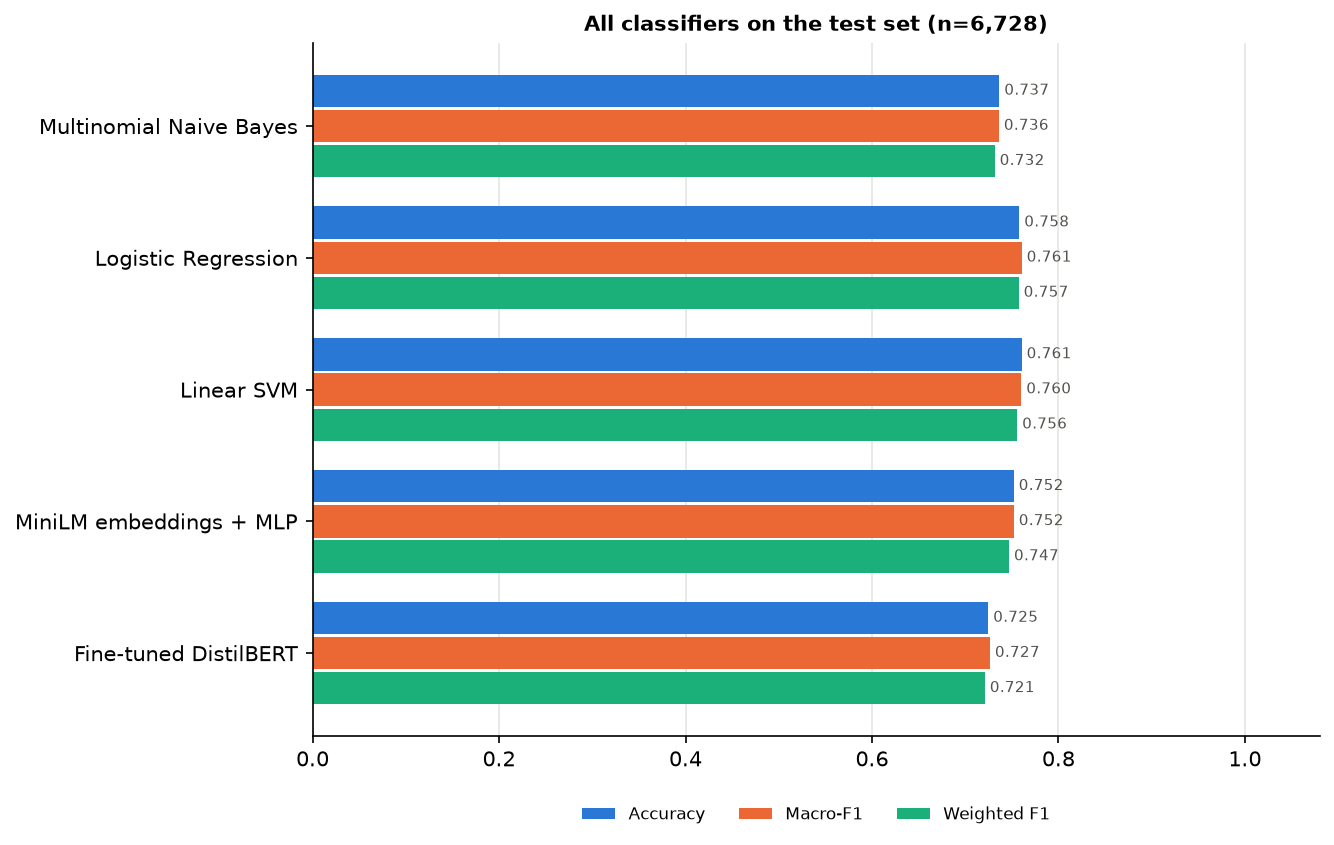 All classifiers on the test set (n=6,728)
Multinomial Naive Bayes
0.737
0.736
0.732
Logistic Regression
0.758
0.761
0.757
Linear SVM
0.761
0.760
0.756
MiniLM embeddings + MLP
0.752
0.752
0.747
Fine-tuned DistilBERT
0.725
0.727
0.721
0.0 0.2 0.4 0.6 0.8 1.0
Accuracy Macro-F1 Weighted F1